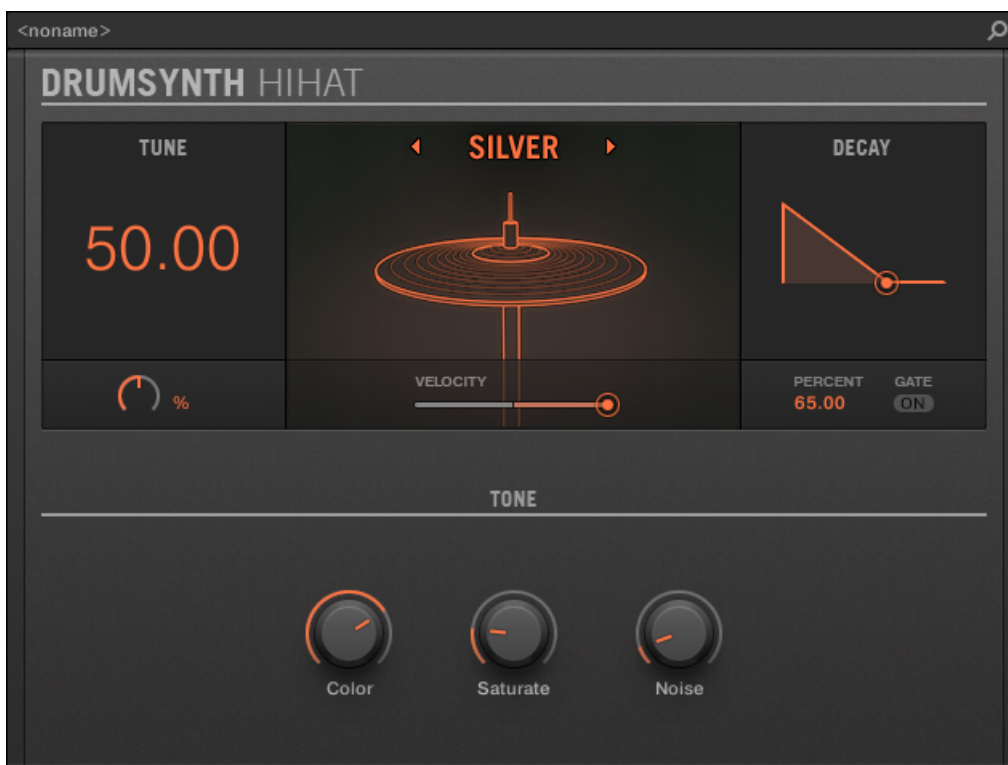 <noname>
DRUMSYNTH HIHAT
TUNE
SILVER
DECAY
50.00
%
VELOCITY
PERCENT
GATE
65.00
ON
TONE
Color
Saturate
Noise